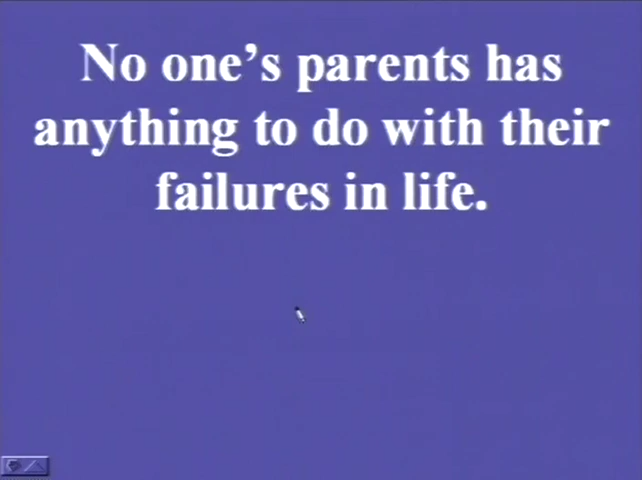 No one’s parents has
anything to do with their
failures in life.